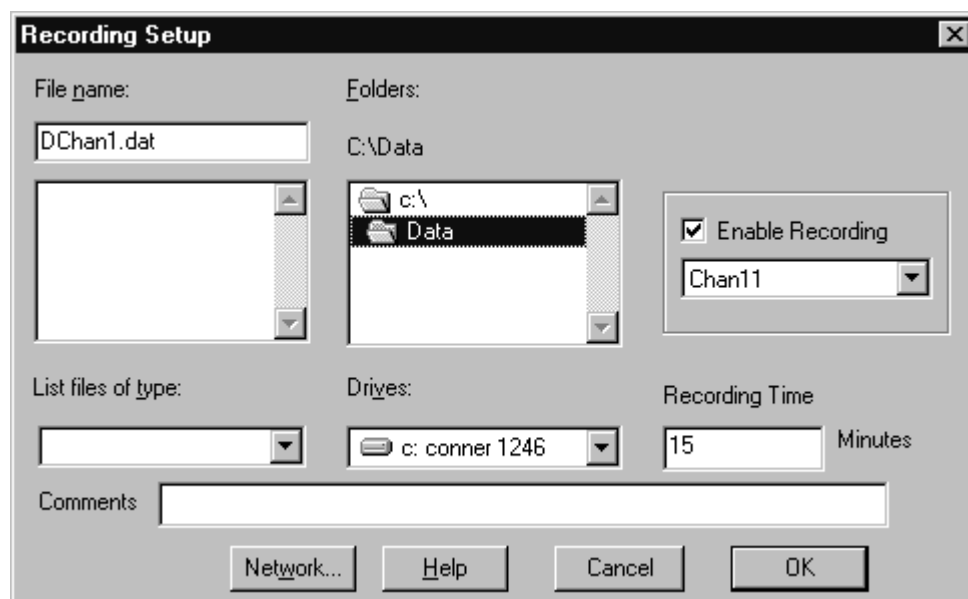 Recording Setup
File name:
Folders:
DChan1.dat
C:\Data
c:\
Data
Enable Recording
Chan11
List files of type:
Drives:
Recording Time
c: conner 1246
15
Minutes
Comments
Network...
Help
Cancel
OK